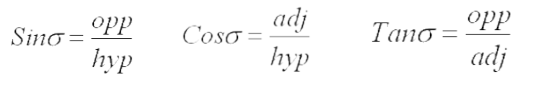 Sinσ = opp/hyp   Cosσ = adj/hyp   Tanσ = opp/adj